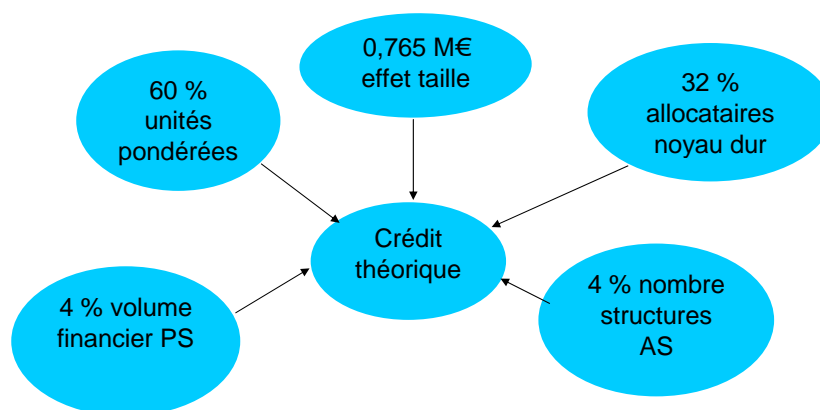 0,765 M€
effet taille
60 %
unités
pondérées
32 %
allocataires
noyau dur
Crédit
théorique
4 % volume
financier PS
4 % nombre
structures
AS